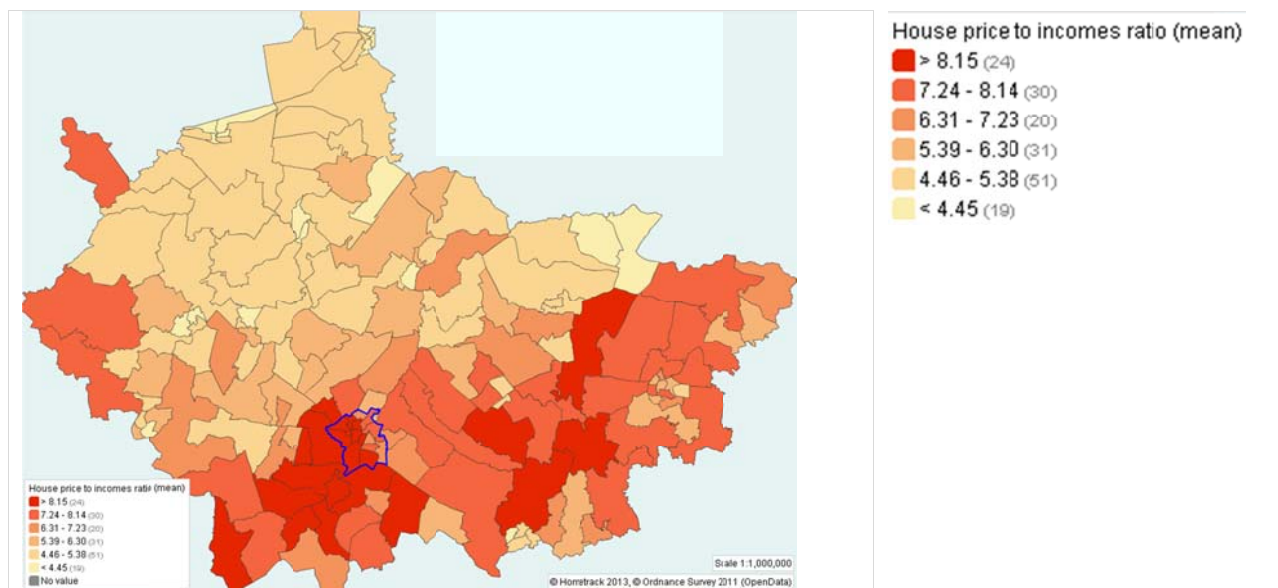 House price to incomes ratio (mean)
> 8.15 (24)
7.24 - 8.14 (30)
6.31 - 7.23 (20)
5.39 - 6.30 (31)
4.46 - 5.38 (51)
< 4.45 (19)
House price to incomes ratio (mean)
> 8.15 (24)
7.24 - 8.14 (30)
6.31 - 7.23 (20)
5.39 - 6.30 (31)
4.46 - 5.38 (51)
< 4.45 (19)
No value
Scale 1:1,000,000
© Hometrack 2013, © Ordnance Survey 2011 (OpenData)